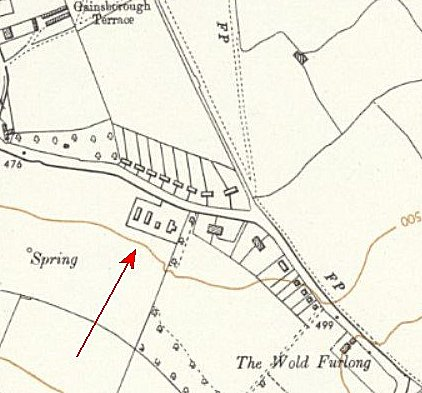 Gainsborough
Terrace
FP
476
500
Spring
FP
499
The Wold Furlong